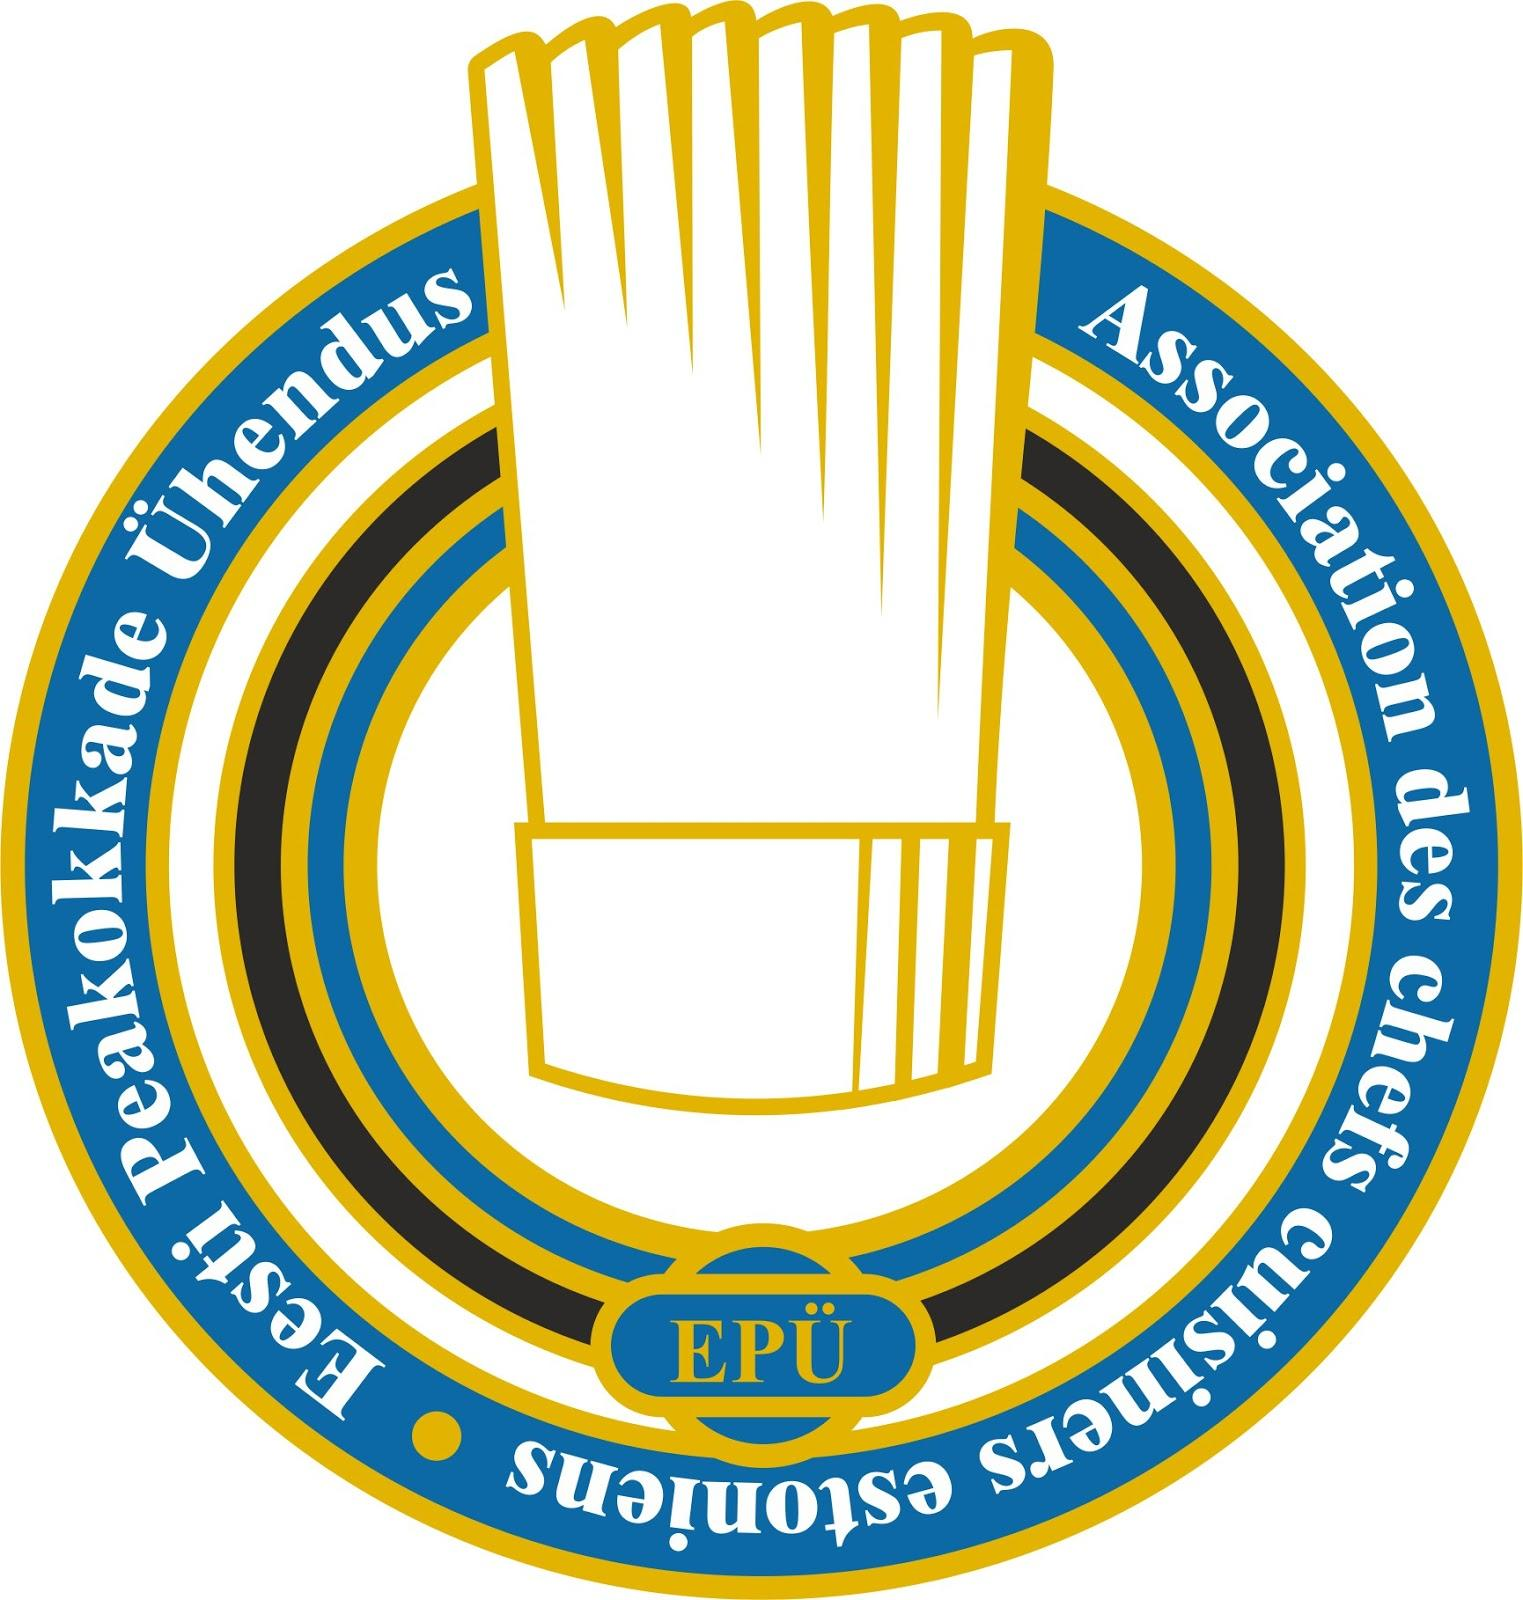 Eesti Peakokkade Ühendus
Association des chefs cuisiners estoniens
EPÜ